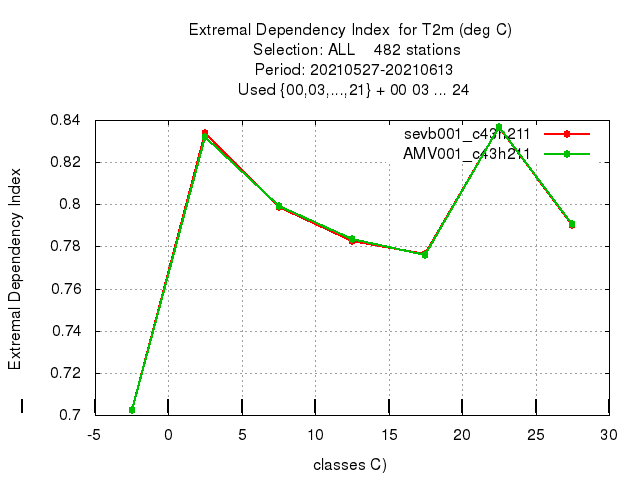 Extremal Dependency Index  for T2m (deg C)
Selection: ALL    482 stations
Period: 20210527-20210613
Used {00,03,...,21} + 00 03 ... 24
sevb001_c43h211
AMV001_c43h211
0.84
0.82
0.8
0.78
0.76
0.74
0.72
0.7
Extremal Dependency Index
-5 0 5 10 15 20 25 30
classes C)